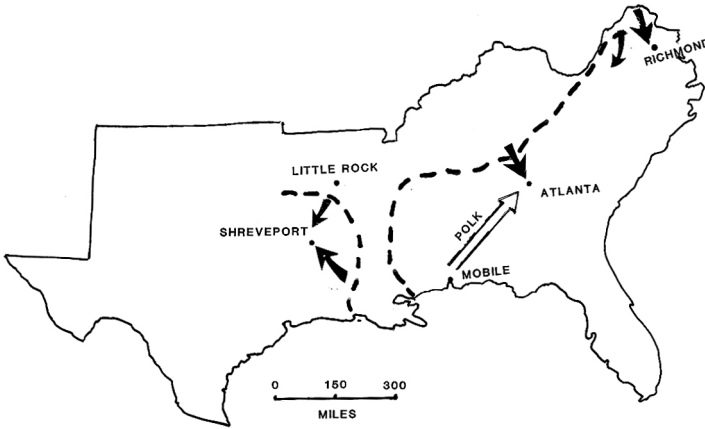 RICHMOND
LITTLE ROCK
ATLANTA
SHREVEPORT
POLK
MOBILE
0 150 300
MILES